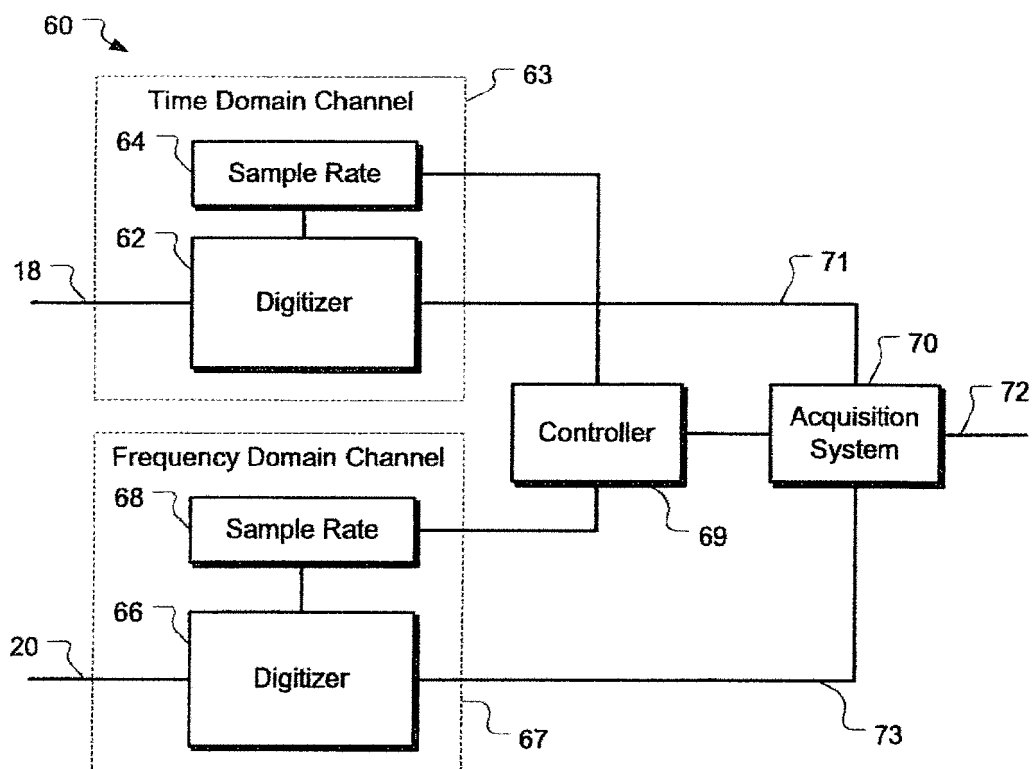 60
63
Time Domain Channel
64
Sample Rate
62
18
Digitizer
71
70
72
Controller
Acquisition
System
69
Frequency Domain Channel
68
Sample Rate
66
20
Digitizer
67
73